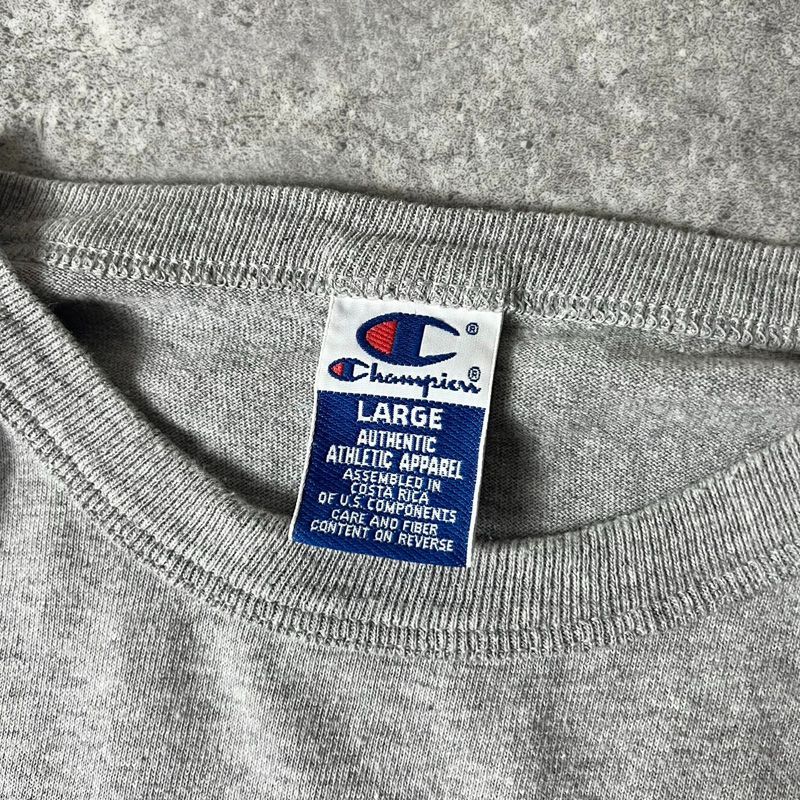 ®
Champion®
LARGE
AUTHENTIC
ATHLETIC APPAREL
ASSEMBLED IN
COSTA RICA
OF U.S. COMPONENTS
CARE AND FIBER
CONTENT ON REVERSE